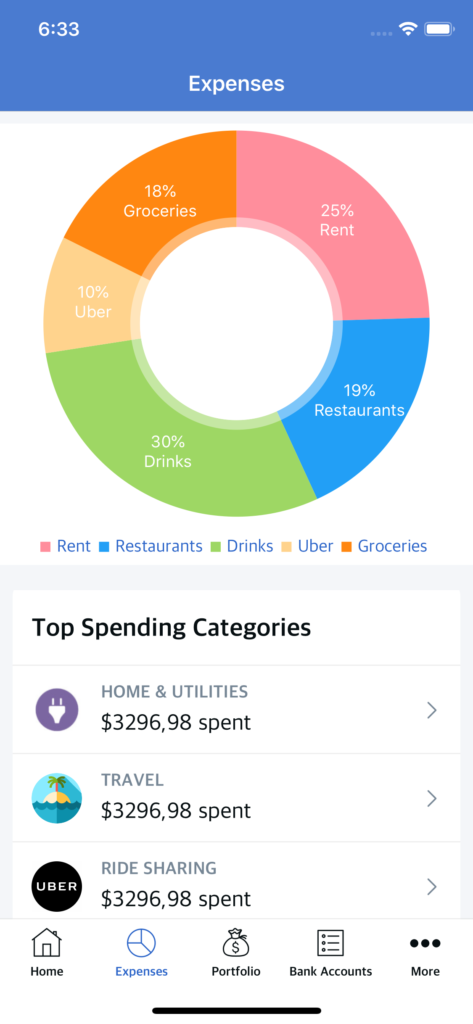 6:33
Expenses
18%
Groceries
25%
Rent
10%
Uber
19%
Restaurants
30%
Drinks
Rent Restaurants Drinks Uber Groceries
Top Spending Categories
HOME & UTILITIES
$3296,98 spent
TRAVEL
$3296,98 spent
UBER
RIDE SHARING
$3296,98 spent
Home Expenses Portfolio Bank Accounts More